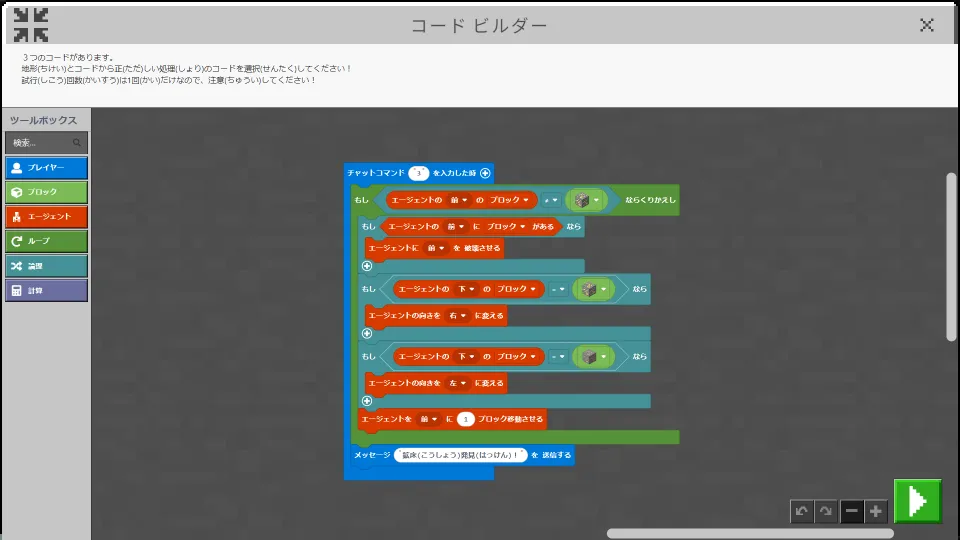 コード ビルダー
３つのコードがあります。
地形(ちけい)とコードから正(ただ)しい処理(しょり)のコードを選択(せんたく)してください！
試行(しこう)回数(かいすう)は1回(かい)だけなので、注意(ちゅうい)してください！
ツールボックス
検索...
プレイヤー
ブロック
エージェント
ループ
論理
計算
チャットコマンド "3" を入力した時
もし エージェントの 前 の ブロック ≠ ならくりかえし
もし エージェントの 前 に ブロック がある なら
エージェントに 前 を 破壊させる
もし エージェントの 下 の ブロック = なら
エージェントの向きを 右 に変える
もし エージェントの 下 の ブロック = なら
エージェントの向きを 左 に変える
エージェントを 前 に 1 ブロック移動させる
メッセージ "鉱床(こうしょう)発見(はっけん)！" を 送信する